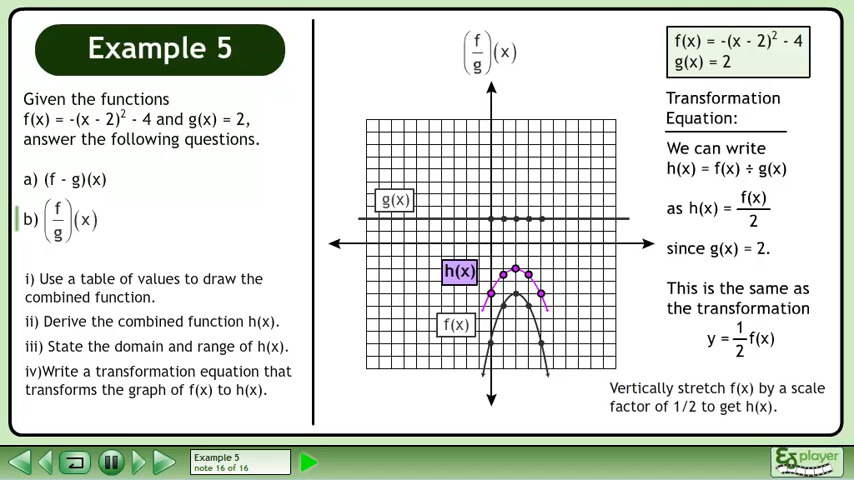 Example 5
Given the functions
f(x) = -(x - 2)² - 4 and g(x) = 2,
answer the following questions.
a) (f - g)(x)
b) (f/g)(x)
i) Use a table of values to draw the
combined function.
ii) Derive the combined function h(x).
iii) State the domain and range of h(x).
iv)Write a transformation equation that
transforms the graph of f(x) to h(x).
(f/g)(x)
g(x)
h(x)
f(x)
f(x) = -(x - 2)² - 4
g(x) = 2
Transformation
Equation:
We can write
h(x) = f(x) ÷ g(x)
as h(x) = f(x)/2
since g(x) = 2.
This is the same as
the transformation
y = 1/2 f(x)
Vertically stretch f(x) by a scale
factor of 1/2 to get h(x).
Example 5
note 16 of 16
player